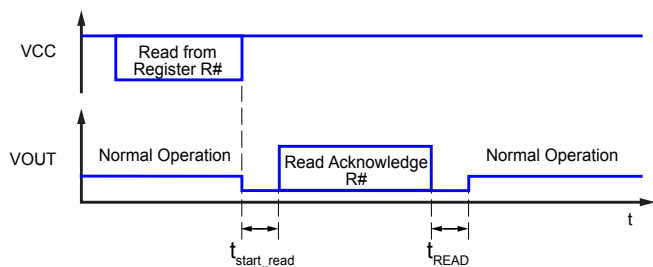 VCC
Read from
Register R#
VOUT
Normal Operation
Read Acknowledge
R#
Normal Operation
t
tstart_read
tREAD